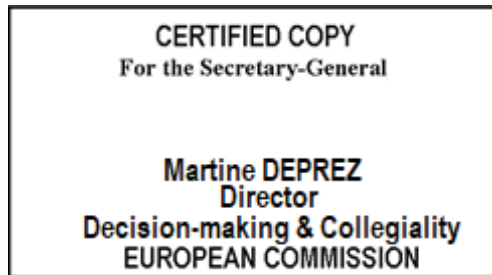 CERTIFIED COPY
For the Secretary-General
Martine DEPREZ
Director
Decision-making & Collegiality
EUROPEAN COMMISSION